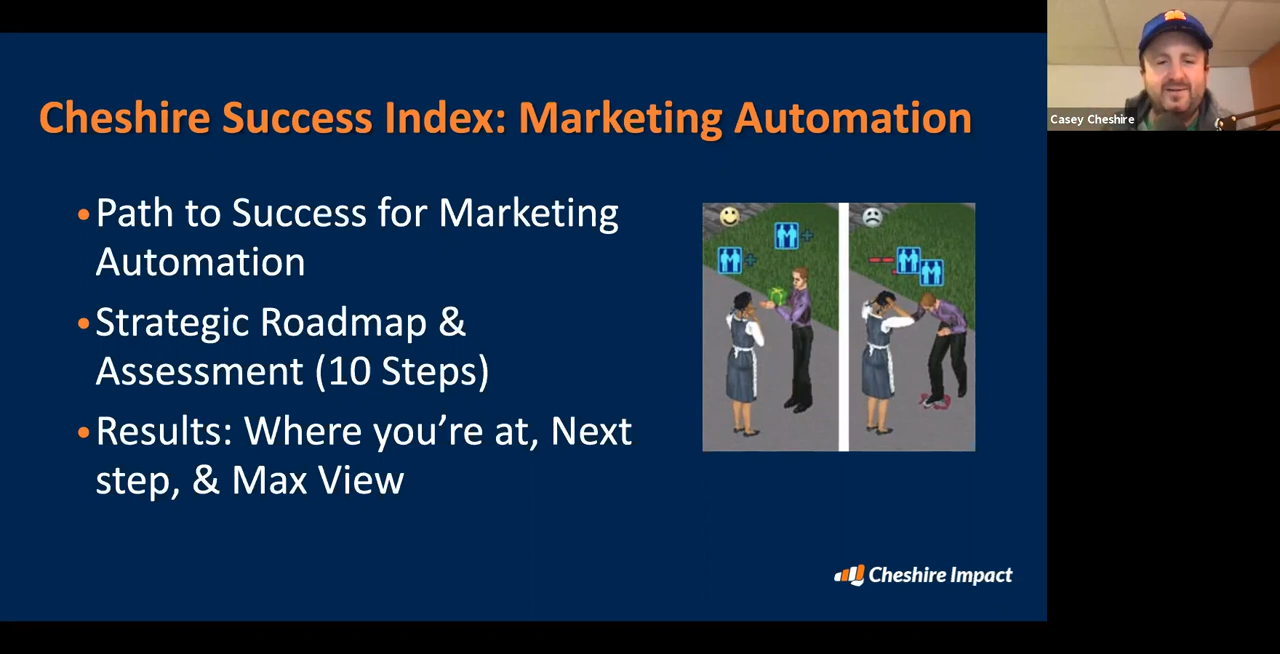 Cheshire Success Index: Marketing Automation
•Path to Success for Marketing
Automation
•Strategic Roadmap &
Assessment (10 Steps)
•Results: Where you’re at, Next
step, & Max View
Cheshire Impact
Casey Cheshire